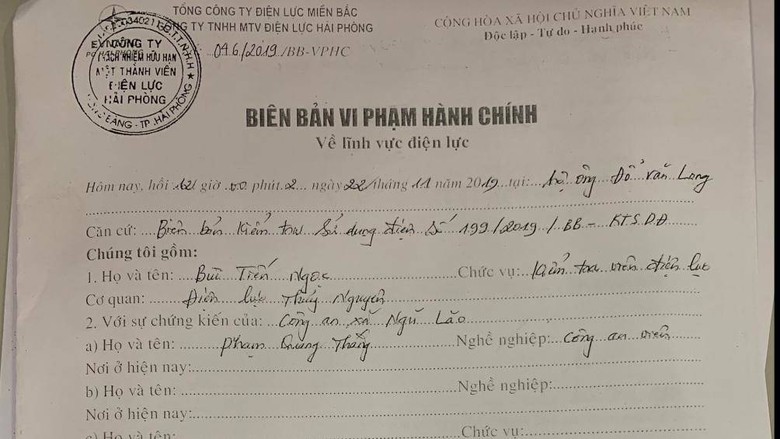 TỔNG CÔNG TY ĐIỆN LỰC MIỀN BẮC
CÔNG TY TNHH MTV ĐIỆN LỰC HẢI PHÒNG
046/2019/BB-VPHC
CỘNG HÒA XÃ HỘI CHỦ NGHĨA VIỆT NAM
Độc lập - Tự do - Hạnh phúc
CÔNG TY
TRÁCH NHIỆM HỮU HẠN
MỘT THÀNH VIÊN
ĐIỆN LỰC
HẢI PHÒNG
BIÊN BẢN VI PHẠM HÀNH CHÍNH
Về lĩnh vực điện lực
Hôm nay, hồi giờ 00 phút ngày 22 tháng 11 năm 2019 tại: hộ ông Đỗ Văn Long
Căn cứ: Biên bản kiểm tra sử dụng điện số 199/2019/BB-KTSDĐ
Chúng tôi gồm:
1. Họ và tên: Bùi Tiến Ngọc Chức vụ: Kiểm tra viên điện lực
Cơ quan: Điện lực Thủy Nguyên
2. Với sự chứng kiến của: Công an xã Ngũ Lão
a) Họ và tên: Phạm Quang Thắng Nghề nghiệp: Công an viên
Nơi ở hiện nay:
b) Họ và tên: Nghề nghiệp:
Nơi ở hiện nay: